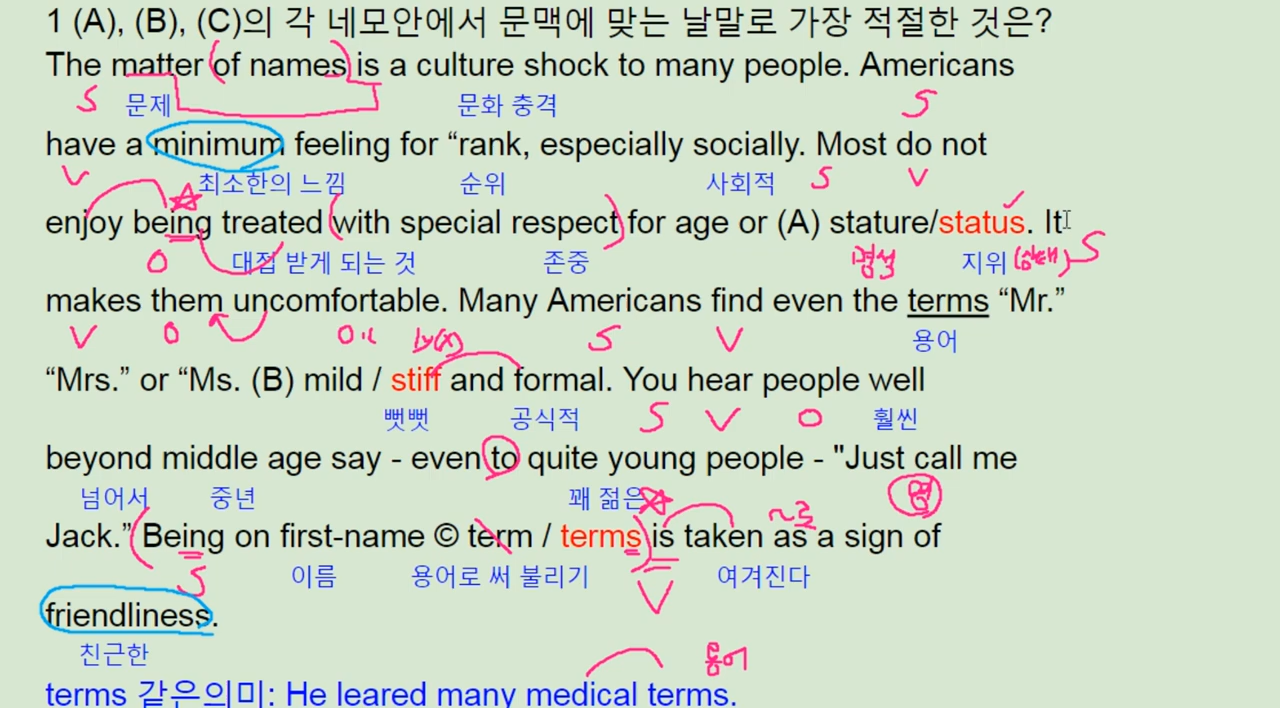 1 (A), (B), (C)의 각 네모안에서 문맥에 맞는 날말로 가장 적절한 것은?
The matter of names is a culture shock to many people. Americans
S 문제 문화 충격 S
have a minimum feeling for “rank, especially socially. Most do not
V 최소한의 느낌 순위 사회적 S V
enjoy being treated with special respect for age or (A) stature/status. It
O 대접 받게 되는 것 존중 명성 지위 (상태) S
makes them uncomfortable. Many Americans find even the terms “Mr.”
V O O.C ly(x) S V 용어
“Mrs.” or “Ms. (B) mild / stiff and formal. You hear people well
뻣뻣 공식적 S V O 훨씬
beyond middle age say - even to quite young people - "Just call me
넘어서 중년 꽤 젊은 명
Jack.” Being on first-name © term / terms is taken as a sign of
~로
S 이름 용어로 써 불리기 V 여겨진다
friendliness.
친근한 용어
terms 같은의미: He leared many medical terms.